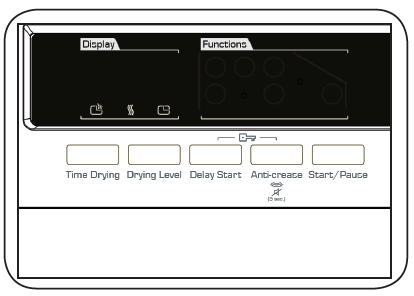 Display Functions
Time Drying Drying Level Delay Start Anti-crease Start/Pause
(3 sec.)